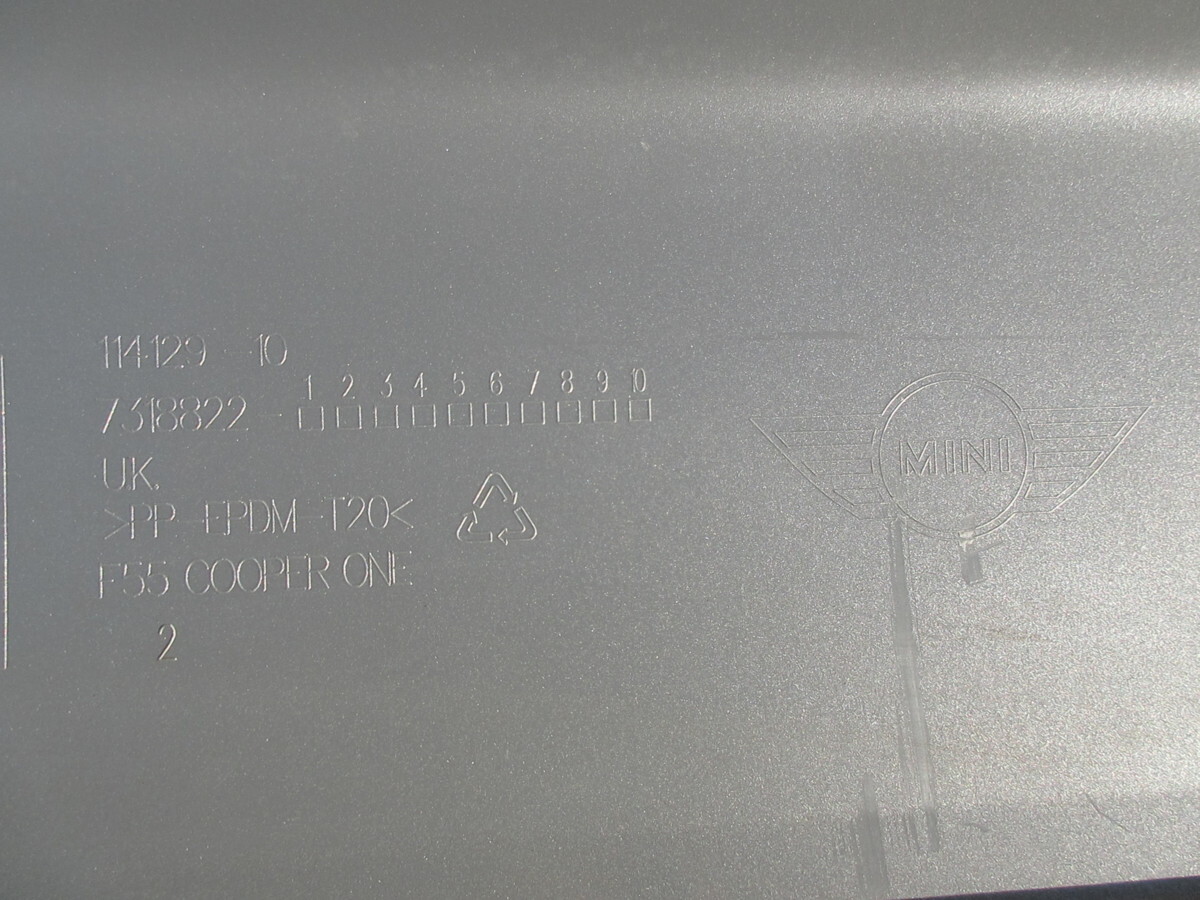 114129 - 10
1 2 3 4 5 6 7 8 9 10
7318822 -
UK.
>PP-EPDM-T20<
F55 COOPER ONE
2
MINI